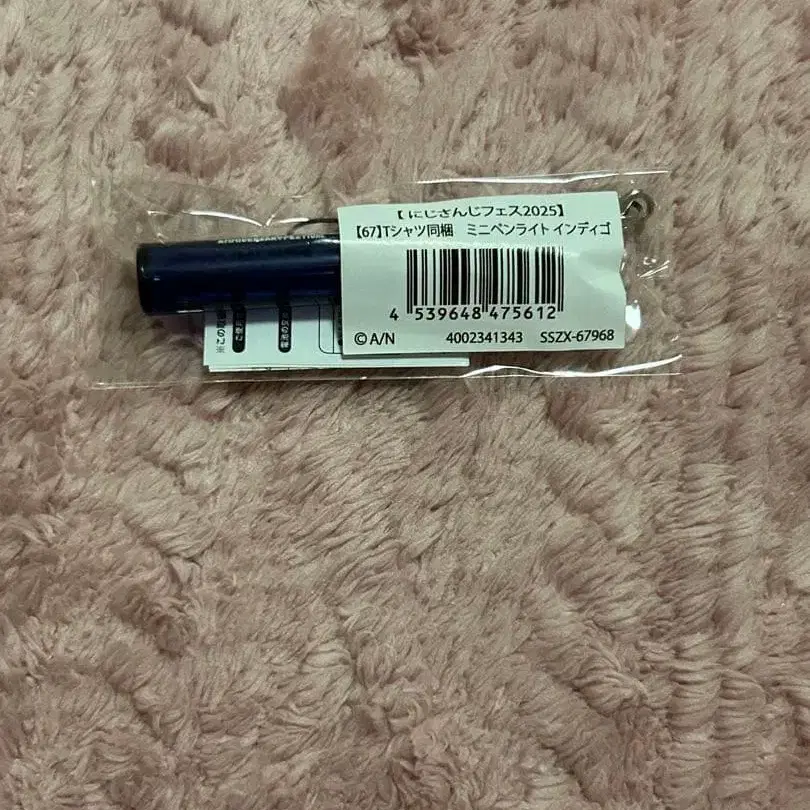 【にじさんじフェス2025】
【67】Tシャツ同梱 ミニペンライト インディゴ
4 539648 475612
©A/N 4002341343 SSZX-67968